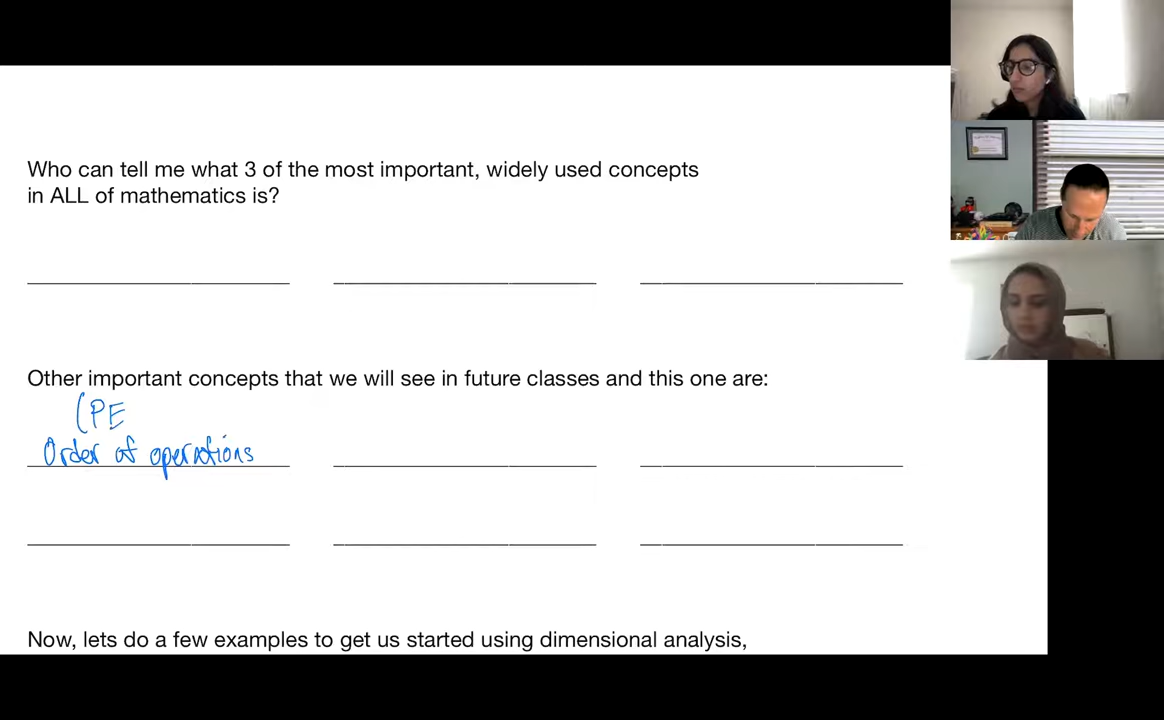 Who can tell me what 3 of the most important, widely used concepts
in ALL of mathematics is?
Other important concepts that we will see in future classes and this one are:
(PE
Order of operations
Now, lets do a few examples to get us started using dimensional analysis,